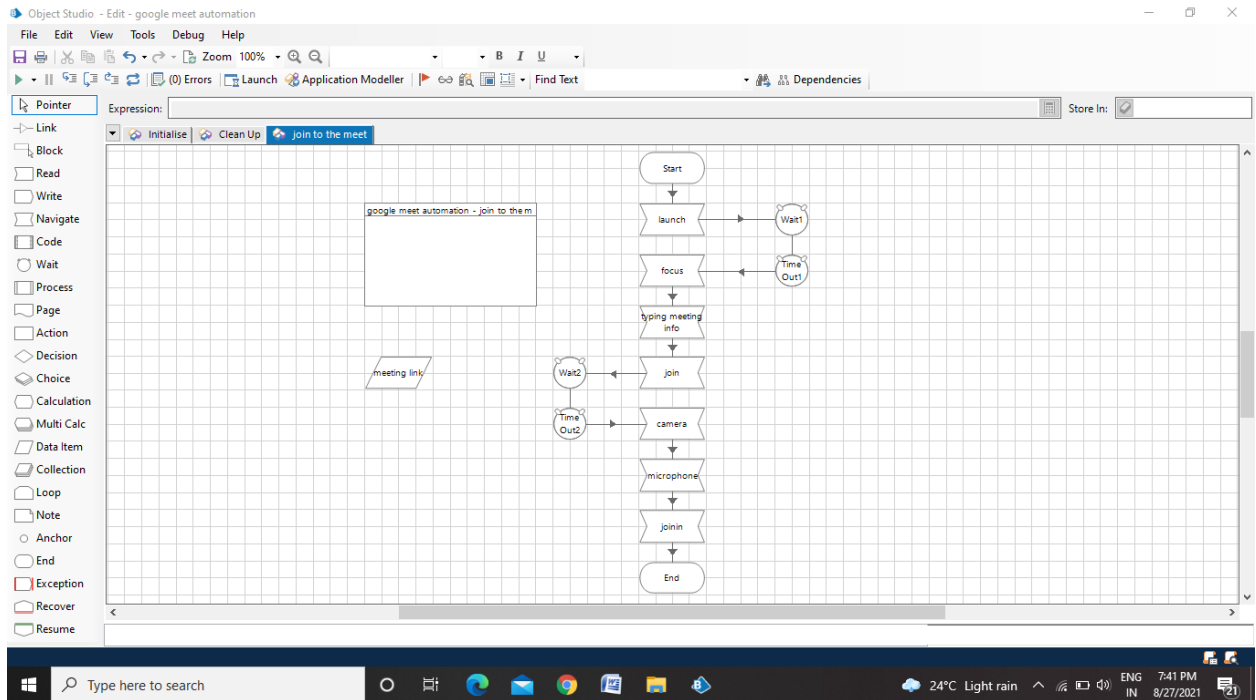 Object Studio - Edit - google meet automation
File Edit View Tools Debug Help
Zoom 100% B I U
(0) Errors Launch Application Modeller Find Text Dependencies
Pointer
Link
Block
Read
Write
Navigate
Code
Wait
Process
Page
Action
Decision
Choice
Calculation
Multi Calc
Data Item
Collection
Loop
Note
Anchor
End
Exception
Recover
Resume
Expression: Store In:
Initialise Clean Up join to the meet
Start
google meet automation - join to the m
launch
Wait1
focus
Time
Out1
typing meeting
info
meeting link
Wait2
join
Time
Out2
camera
microphone
joinin
End
Type here to search
24°C Light rain
ENG
IN
7:41 PM
8/27/2021
21